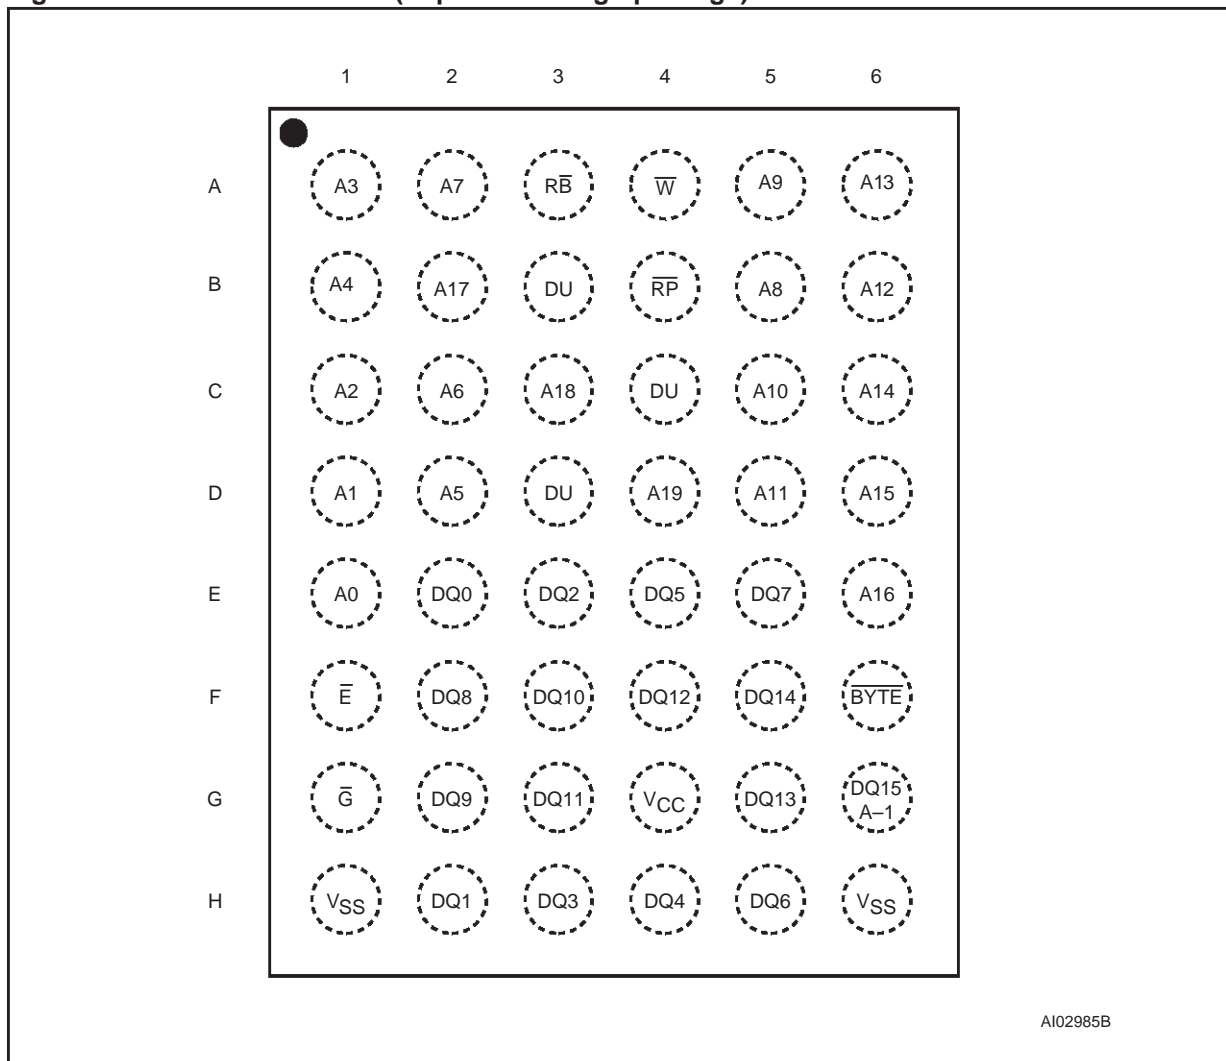 1 2 3 4 5 6
A A3 A7 RB̅ W̅ A9 A13
B A4 A17 DU R̅P̅ A8 A12
C A2 A6 A18 DU A10 A14
D A1 A5 DU A19 A11 A15
E A0 DQ0 DQ2 DQ5 DQ7 A16
F E̅ DQ8 DQ10 DQ12 DQ14 B̅Y̅T̅E̅
G G̅ DQ9 DQ11 VCC DQ13 DQ15
A–1
H VSS DQ1 DQ3 DQ4 DQ6 VSS
AI02985B